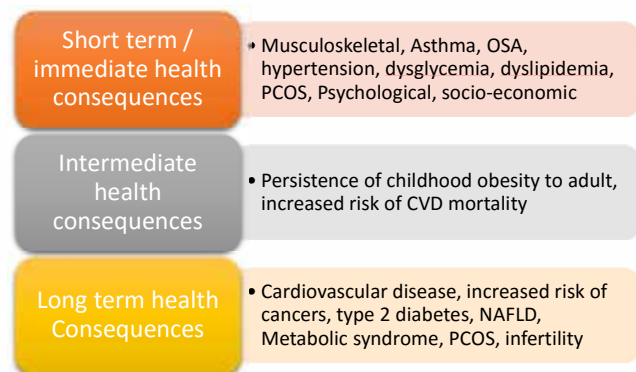 Short term /
immediate health
consequences
• Musculoskeletal, Asthma, OSA,
hypertension, dysglycemia, dyslipidemia,
PCOS, Psychological, socio-economic
Intermediate
health
consequences
• Persistence of childhood obesity to adult,
increased risk of CVD mortality
Long term health
Consequences
• Cardiovascular disease, increased risk of
cancers, type 2 diabetes, NAFLD,
Metabolic syndrome, PCOS, infertility